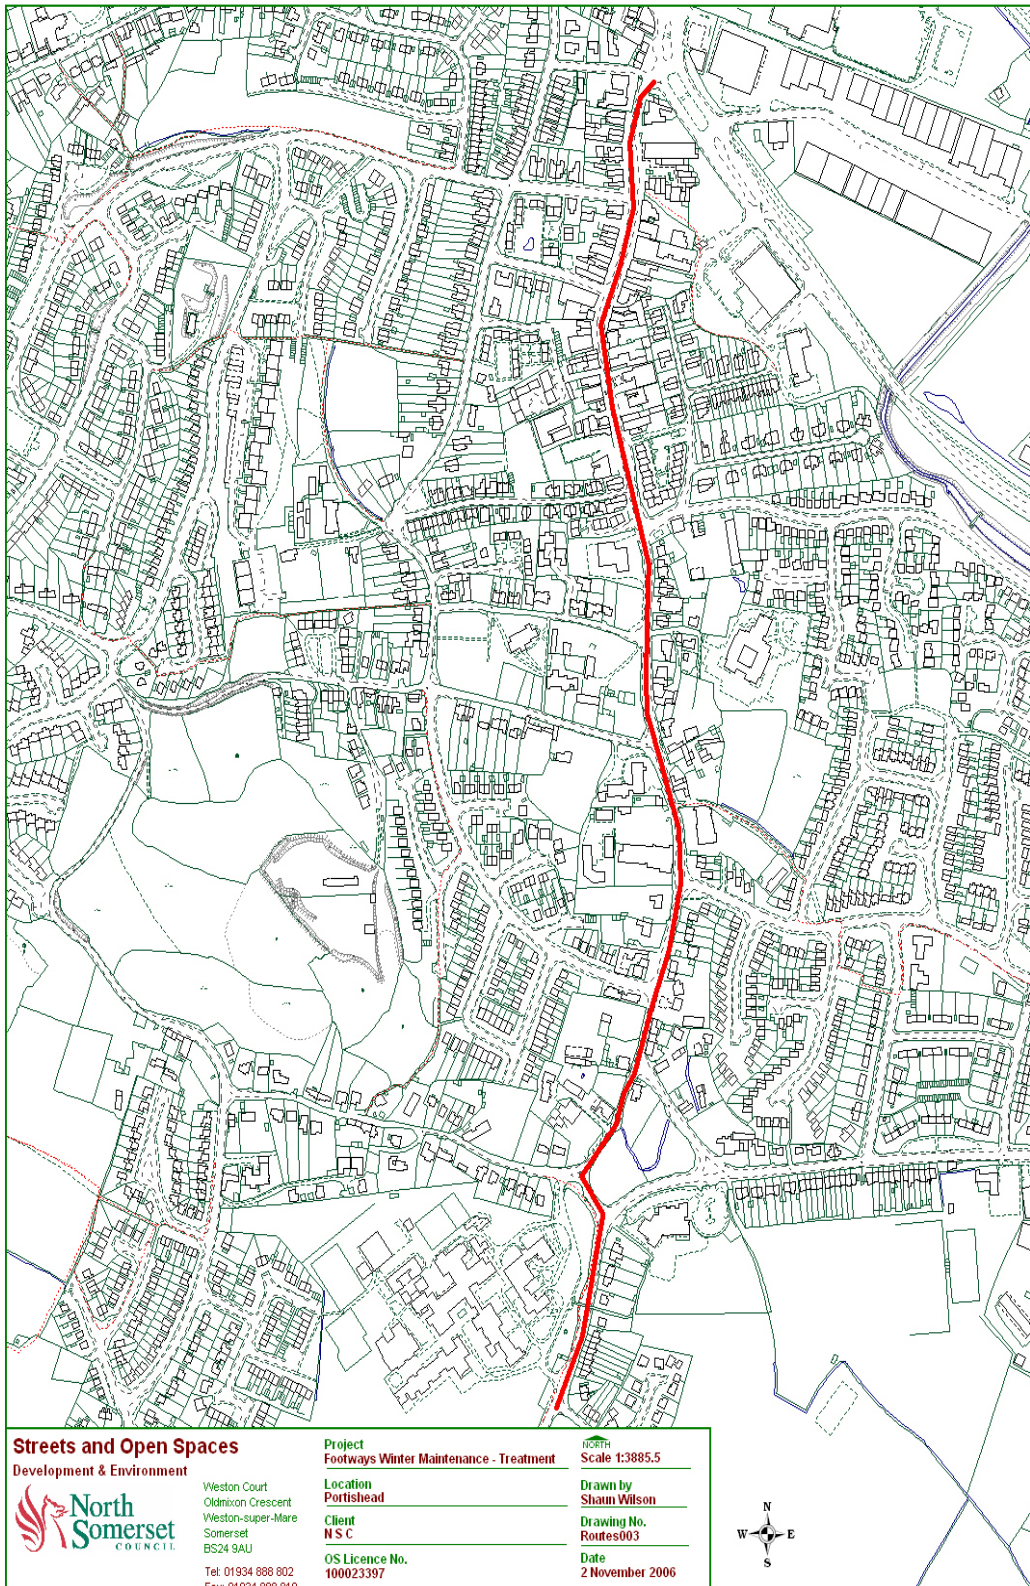 Streets and Open Spaces
Development & Environment
North
Somerset
COUNCIL
Weston Court
Oldmixon Crescent
Weston-super-Mare
Somerset
BS24 9AU
Tel: 01934 888 802
Project
Footways Winter Maintenance - Treatment
Location
Portishead
Client
N S C
OS Licence No.
100023397
NORTH
Scale 1:3885.5
Drawn by
Shaun Wilson
Drawing No.
Routes003
Date
2 November 2006
N
W E
S